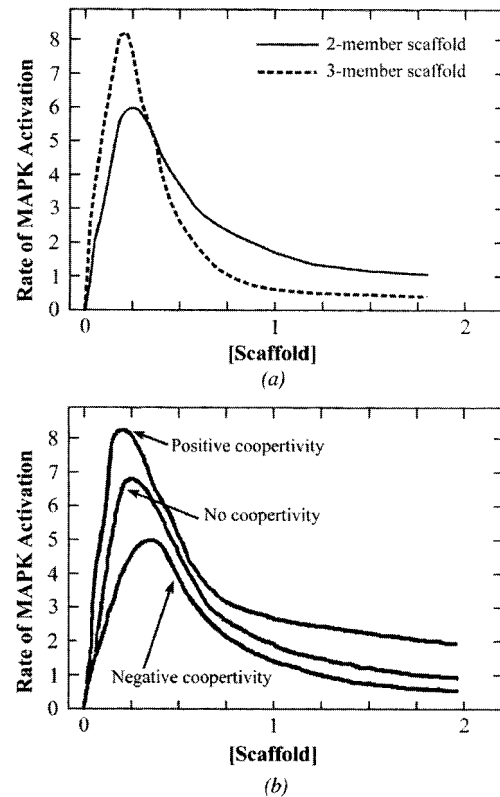 8
7
6
5
4
3
2
1
0
Rate of MAPK Activation
2-member scaffold
3-member scaffold
0
1
2
[Scaffold]
(a)
8
7
6
5
4
3
2
1
0
Rate of MAPK Activation
Positive coopertivity
No coopertivity
Negative coopertivity
0
1
2
[Scaffold]
(b)